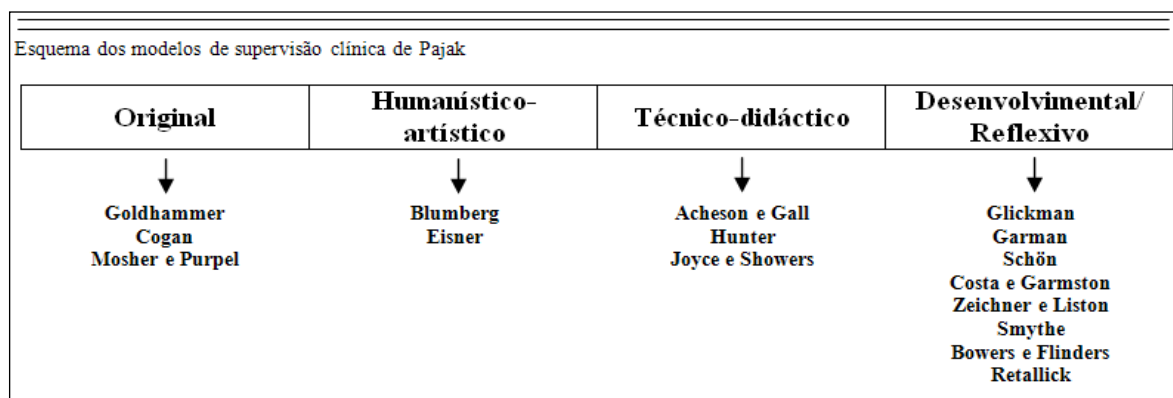 Esquema dos modelos de supervisão clínica de Pajak
Original
Humanístico-
artístico
Técnico-didáctico
Desenvolvimental/
Reflexivo
Goldhammer
Cogan
Mosher e Purpel
Blumberg
Eisner
Acheson e Gall
Hunter
Joyce e Showers
Glickman
Garman
Schön
Costa e Garmston
Zeichner e Liston
Smythe
Bowers e Flinders
Retallick